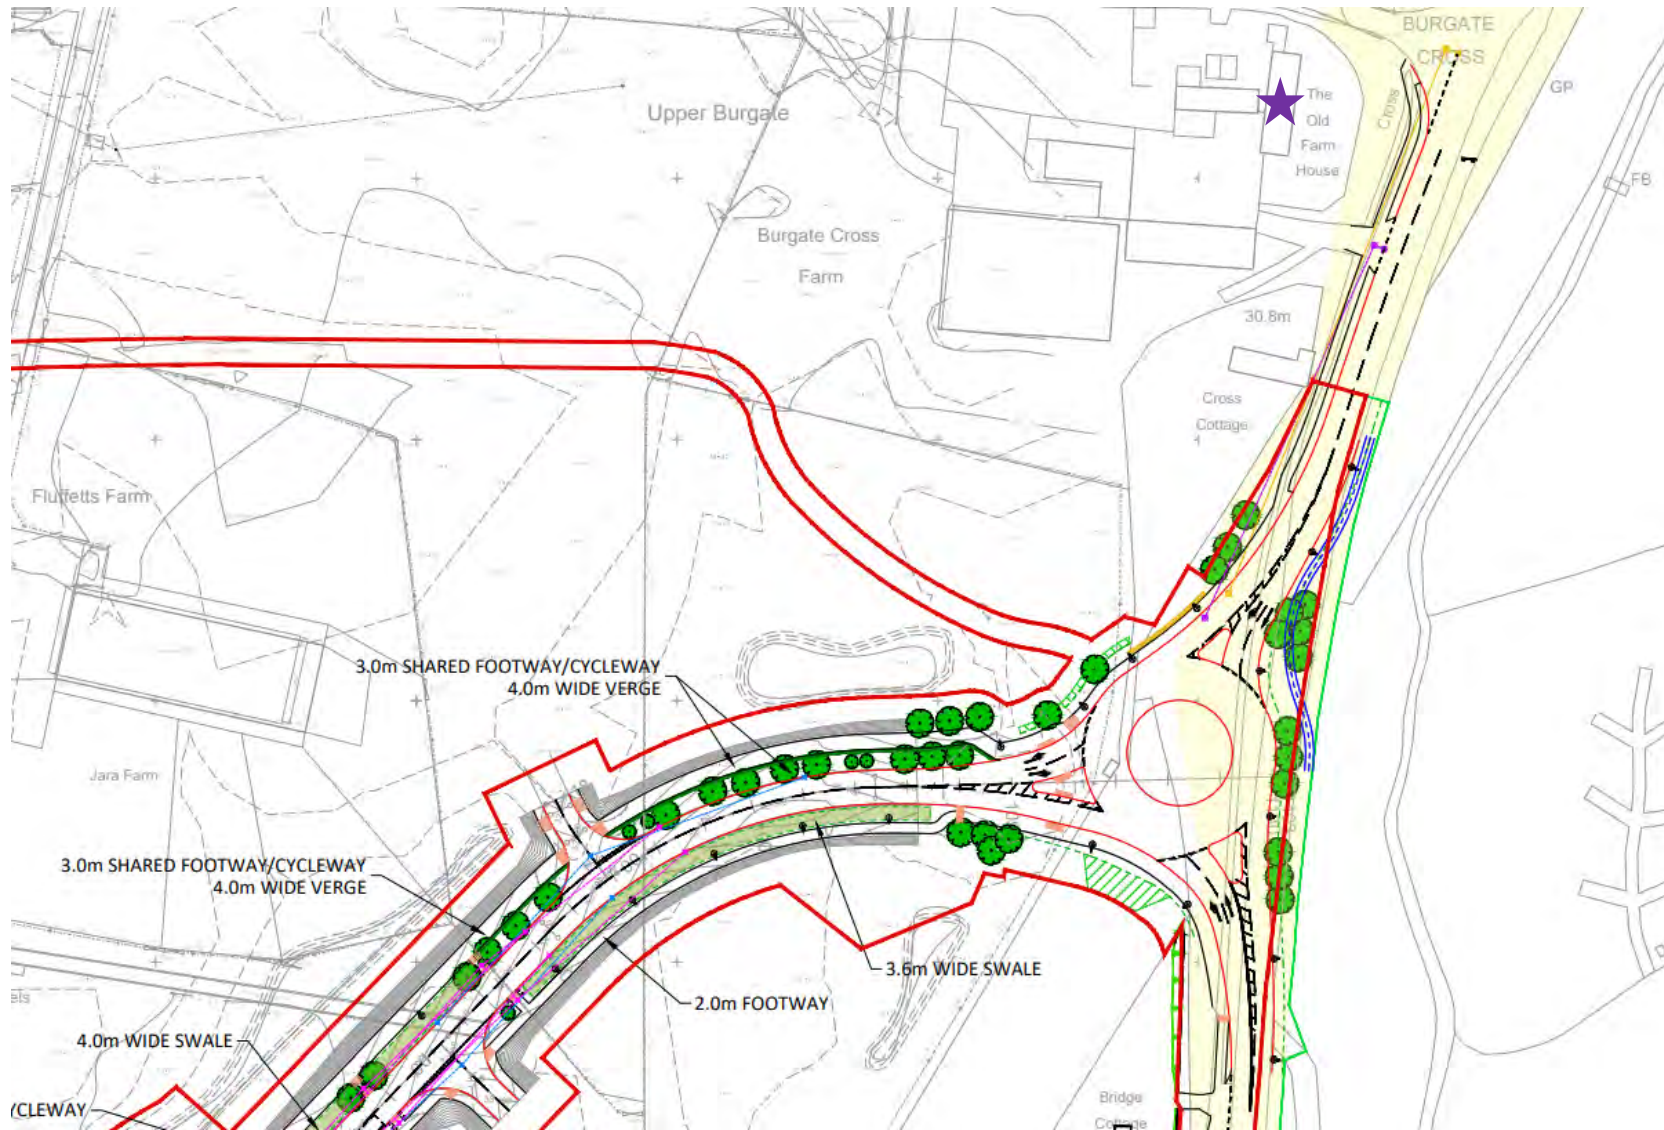 BURGATE
CROSS
GP
Upper Burgate
The
Old
Farm
House
Cross
FB
Burgate Cross
Farm
30.8m
Cross
Cottage
Fluffetts Farm
3.0m SHARED FOOTWAY/CYCLEWAY
4.0m WIDE VERGE
Jara Farm
3.0m SHARED FOOTWAY/CYCLEWAY
4.0m WIDE VERGE
3.6m WIDE SWALE
els
2.0m FOOTWAY
4.0m WIDE SWALE
Bridge
Cottage
YCLEWAY